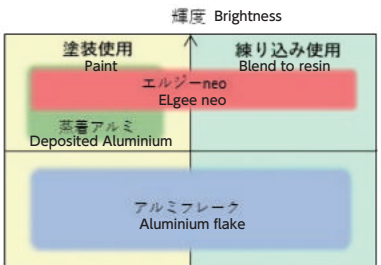 輝度 Brightness
塗装使用
Paint
練り込み使用
Blend to resin
エルジーneo
ELgee neo
蒸着アルミ
Deposited Aluminium
アルミフレーク
Aluminium flake